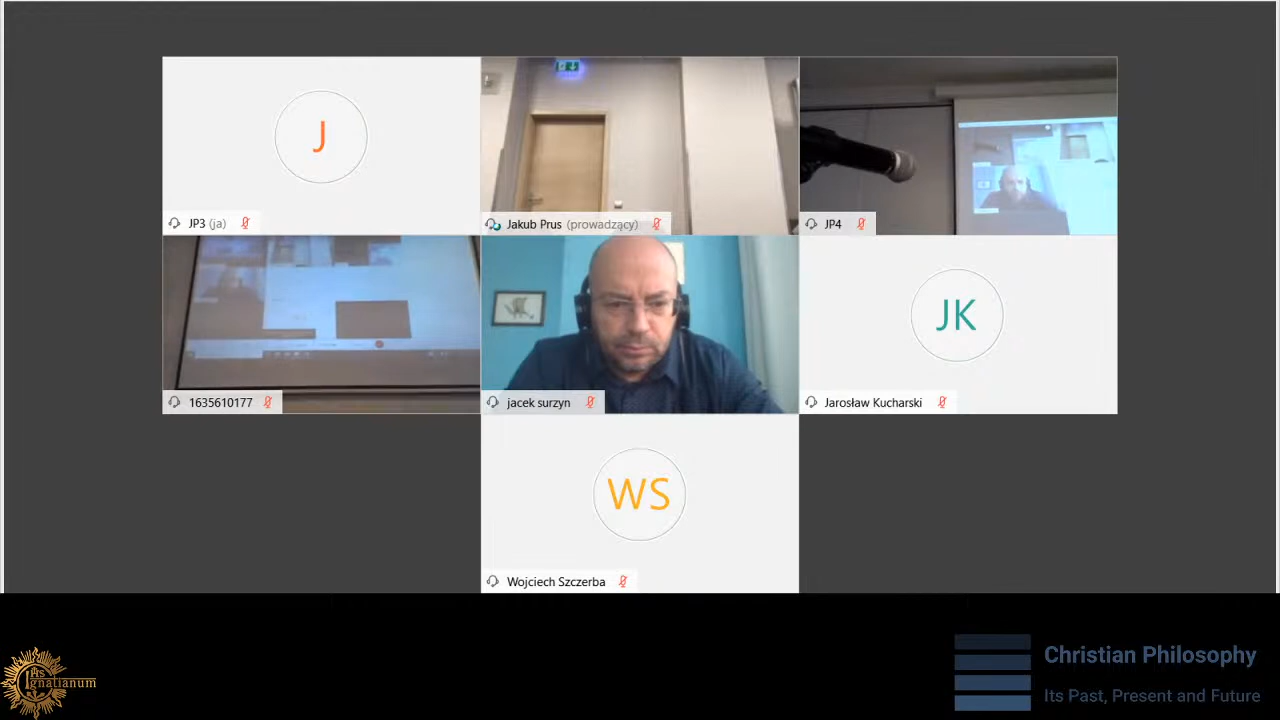 J
JP3 (ja)
Jakub Prus (prowadzący)
JP4
1635610177
jacek surzyn
JK
Jarosław Kucharski
WS
Wojciech Szczerba
Ignatianum
Christian Philosophy
Its Past, Present and Future